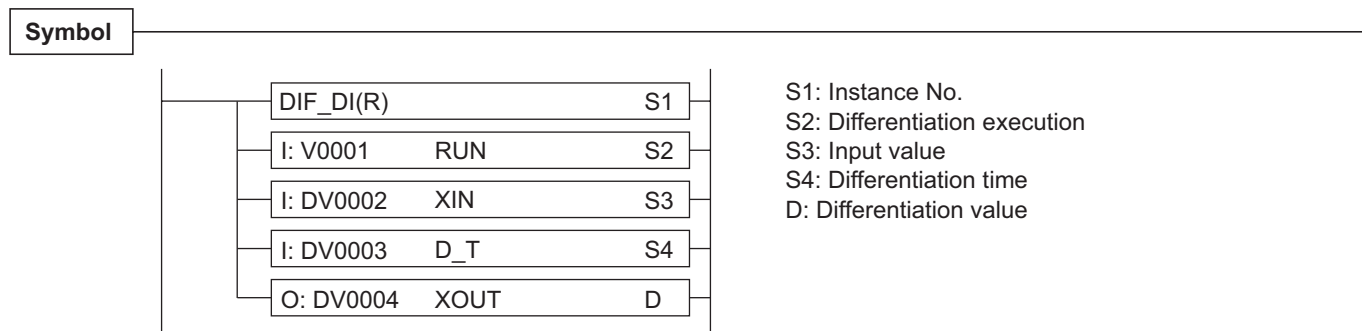 Symbol
DIF_DI(R) S1
I: V0001 RUN S2
I: DV0002 XIN S3
I: DV0003 D_T S4
O: DV0004 XOUT D
S1: Instance No.
S2: Differentiation execution
S3: Input value
S4: Differentiation time
D: Differentiation value